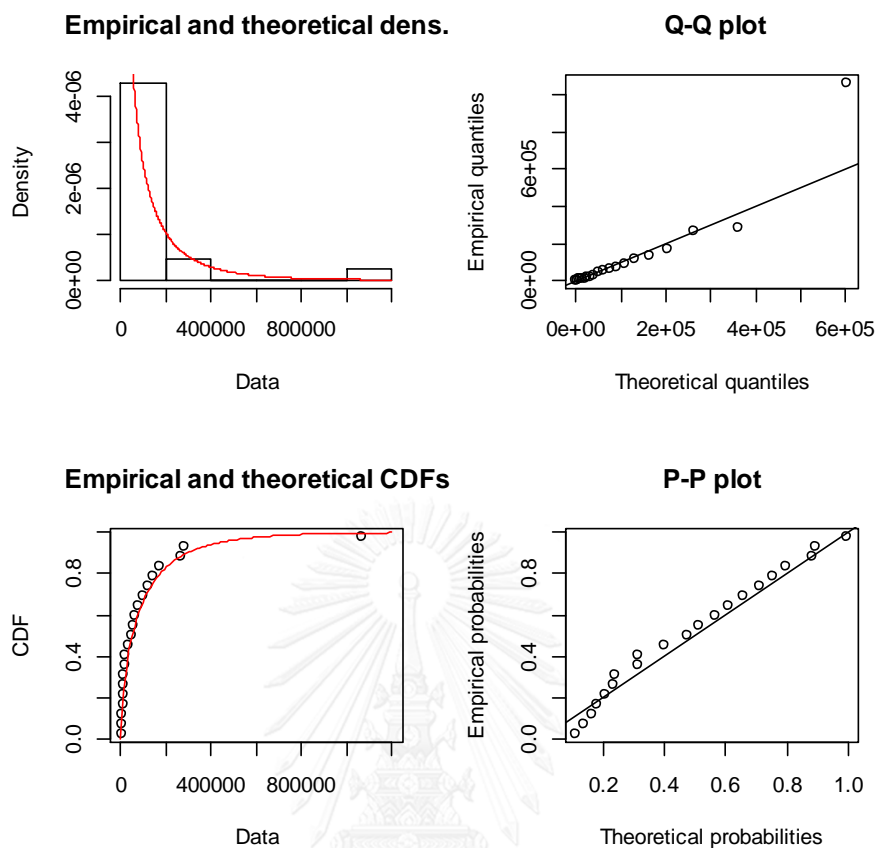 Empirical and theoretical dens.
Density
0e+00 2e-06 4e-06
0 400000 800000
Data
Q-Q plot
Empirical quantiles
0e+00 6e+05
0e+00 2e+05 4e+05 6e+05
Theoretical quantiles
Empirical and theoretical CDFs
CDF
0.0 0.4 0.8
0 400000 800000
Data
P-P plot
Empirical probabilities
0.0 0.4 0.8
0.2 0.4 0.6 0.8 1.0
Theoretical probabilities